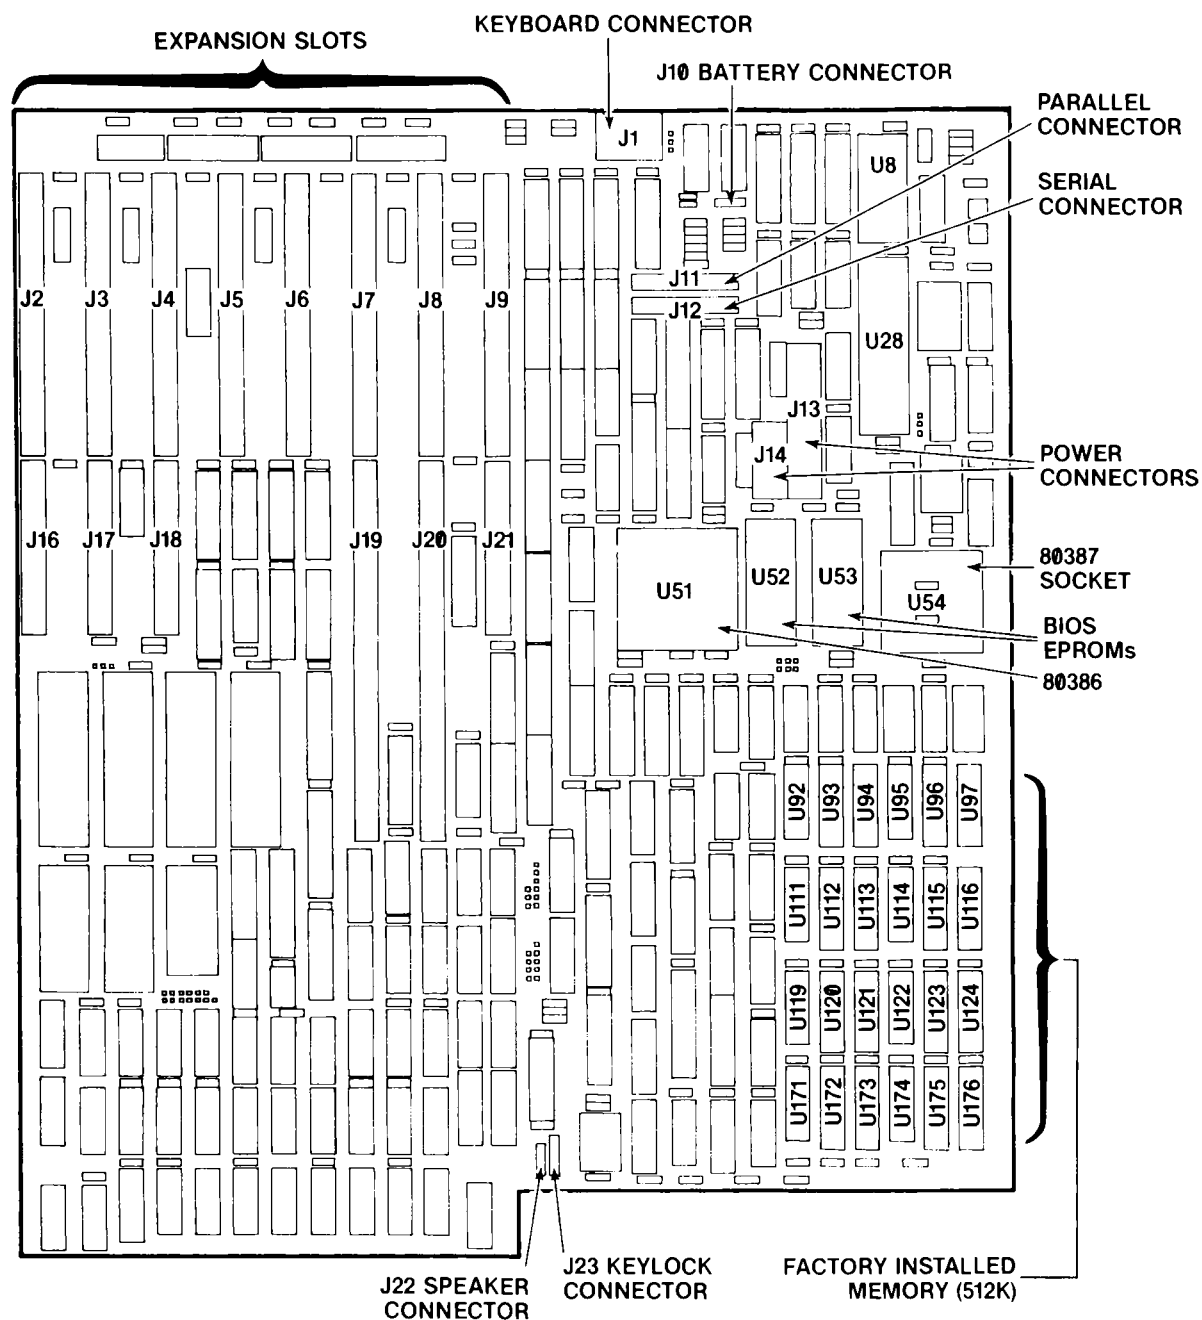 KEYBOARD CONNECTOR
EXPANSION SLOTS
J10 BATTERY CONNECTOR
PARALLEL
CONNECTOR
SERIAL
CONNECTOR
J1
U8
J11
J12
J2 J3 J4 J5 J6 J7 J8 J9
U28
J13
J14
POWER
CONNECTORS
J16 J17 J18 J19 J20 J21
U51 U52 U53 U54
80387
SOCKET
BIOS
EPROMs
80386
U92 U93 U94 U95 U96 U97
U111 U112 U113 U114 U115 U116
U119 U120 U121 U122 U123 U124
U171 U172 U173 U174 U175 U176
J22 SPEAKER
CONNECTOR
J23 KEYLOCK
CONNECTOR
FACTORY INSTALLED
MEMORY (512K)